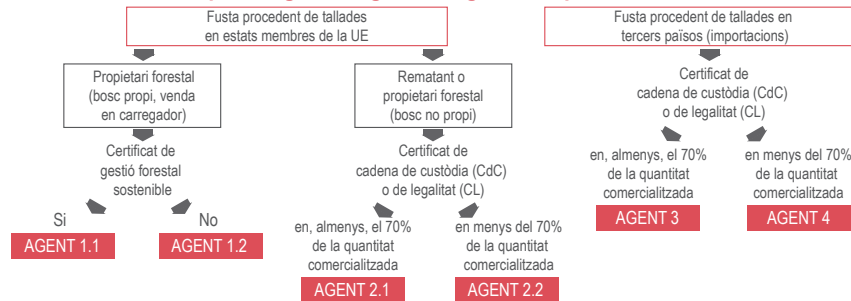 Fusta procedent de tallades
en estats membres de la UE
Propietari forestal
(bosc propi, venda
en carregador)
Certificat de
gestió forestal
sostenible
Si
No
AGENT 1.1
AGENT 1.2
Rematant o
propietari forestal
(bosc no propi)
Certificat de
cadena de custòdia (CdC)
o de legalitat (CL)
en, almenys, el 70%
de la quantitat
comercialitzada
AGENT 2.1
en menys del 70%
de la quantitat
comercialitzada
AGENT 2.2
Fusta procedent de tallades en
tercers països (importacions)
Certificat de
cadena de custòdia (CdC)
o de legalitat (CL)
en, almenys, el 70%
de la quantitat
comercialitzada
AGENT 3
en menys del 70%
de la quantitat
comercialitzada
AGENT 4